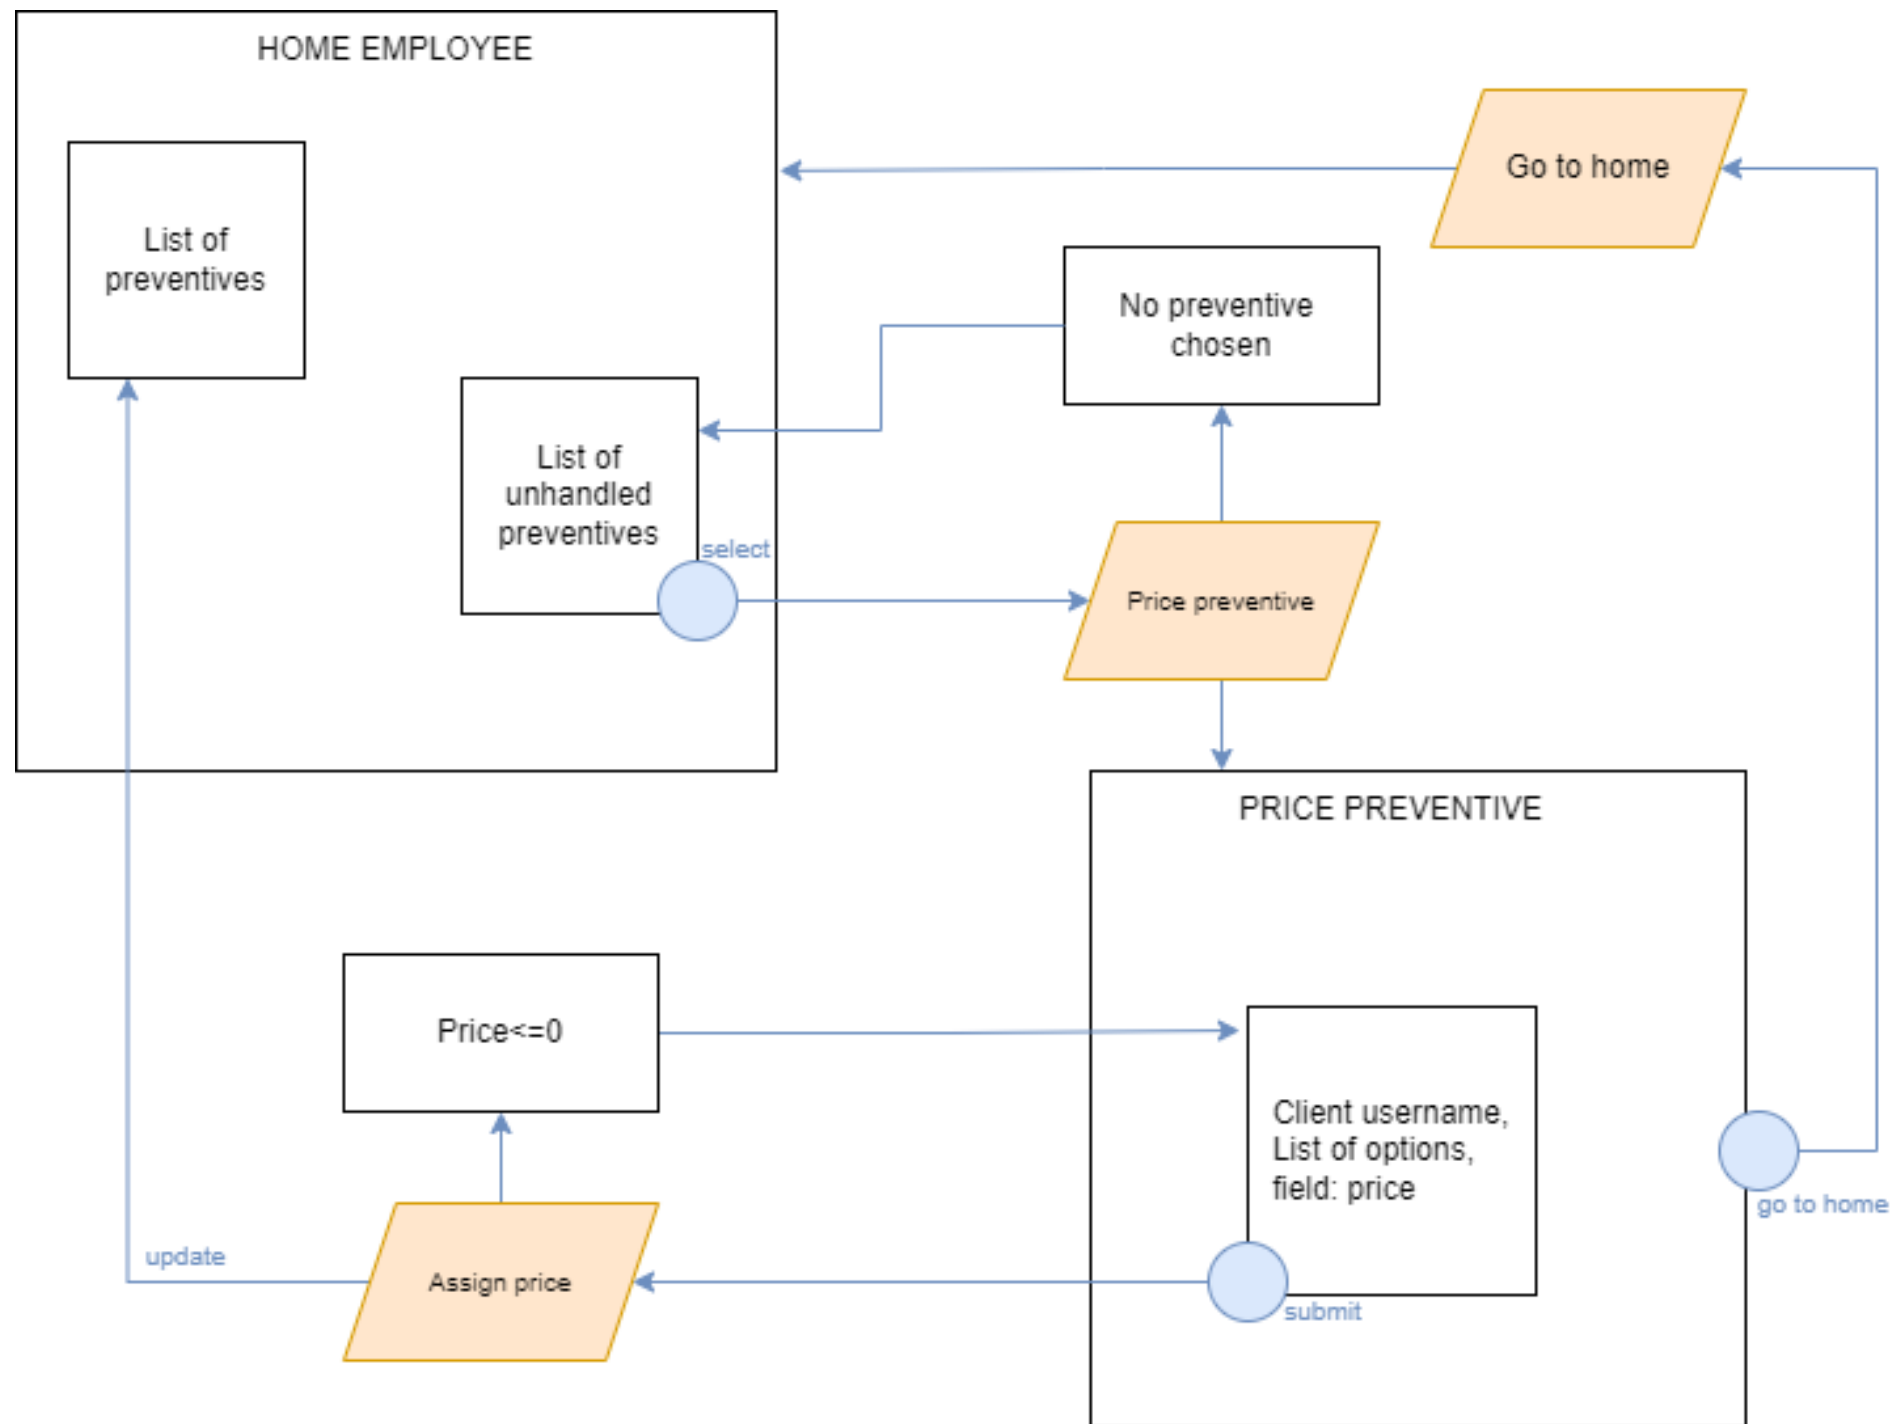 HOME EMPLOYEE
Go to home
List of
preventives
No preventive
chosen
List of
unhandled
preventives
select
Price preventive
PRICE PREVENTIVE
Price<=0
Client username,
List of options,
field: price
go to home
update
Assign price
submit